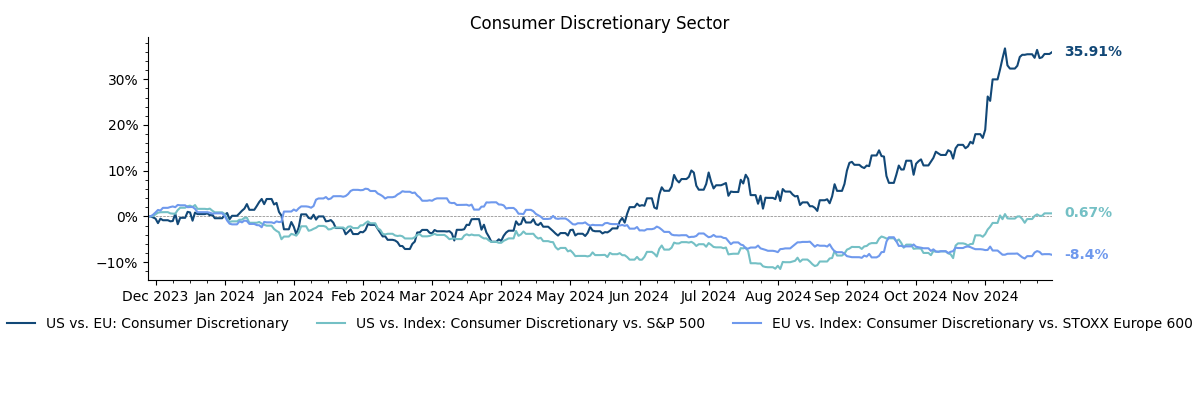 Consumer Discretionary Sector
35.91%
30%
20%
10%
0%
0.67%
-8.4%
−10%
Dec 2023 Jan 2024 Jan 2024 Feb 2024 Mar 2024 Apr 2024 May 2024 Jun 2024 Jul 2024 Aug 2024 Sep 2024 Oct 2024 Nov 2024
US vs. EU: Consumer Discretionary US vs. Index: Consumer Discretionary vs. S&P 500 EU vs. Index: Consumer Discretionary vs. STOXX Europe 600